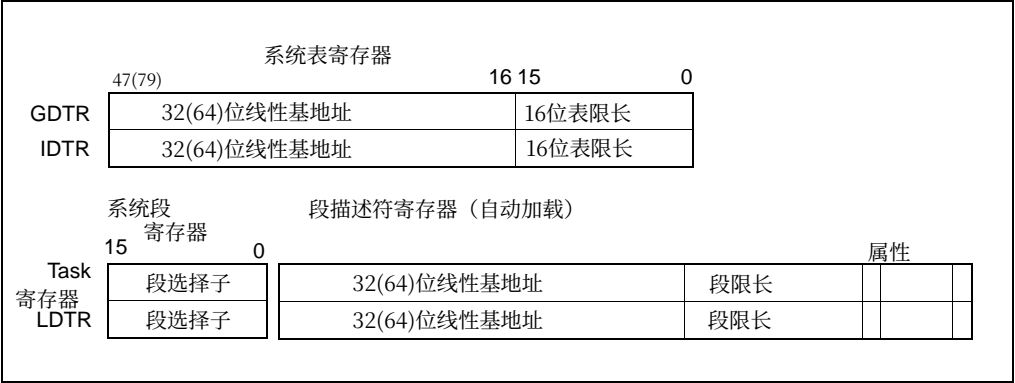 系统表寄存器
47(79) 16 15 0
GDTR 32(64)位线性基地址 16位表限长
IDTR 32(64)位线性基地址 16位表限长
系统段 段描述符寄存器（自动加载）
寄存器
15 0 属性
Task 段选择子 32(64)位线性基地址 段限长
寄存器
LDTR 段选择子 32(64)位线性基地址 段限长